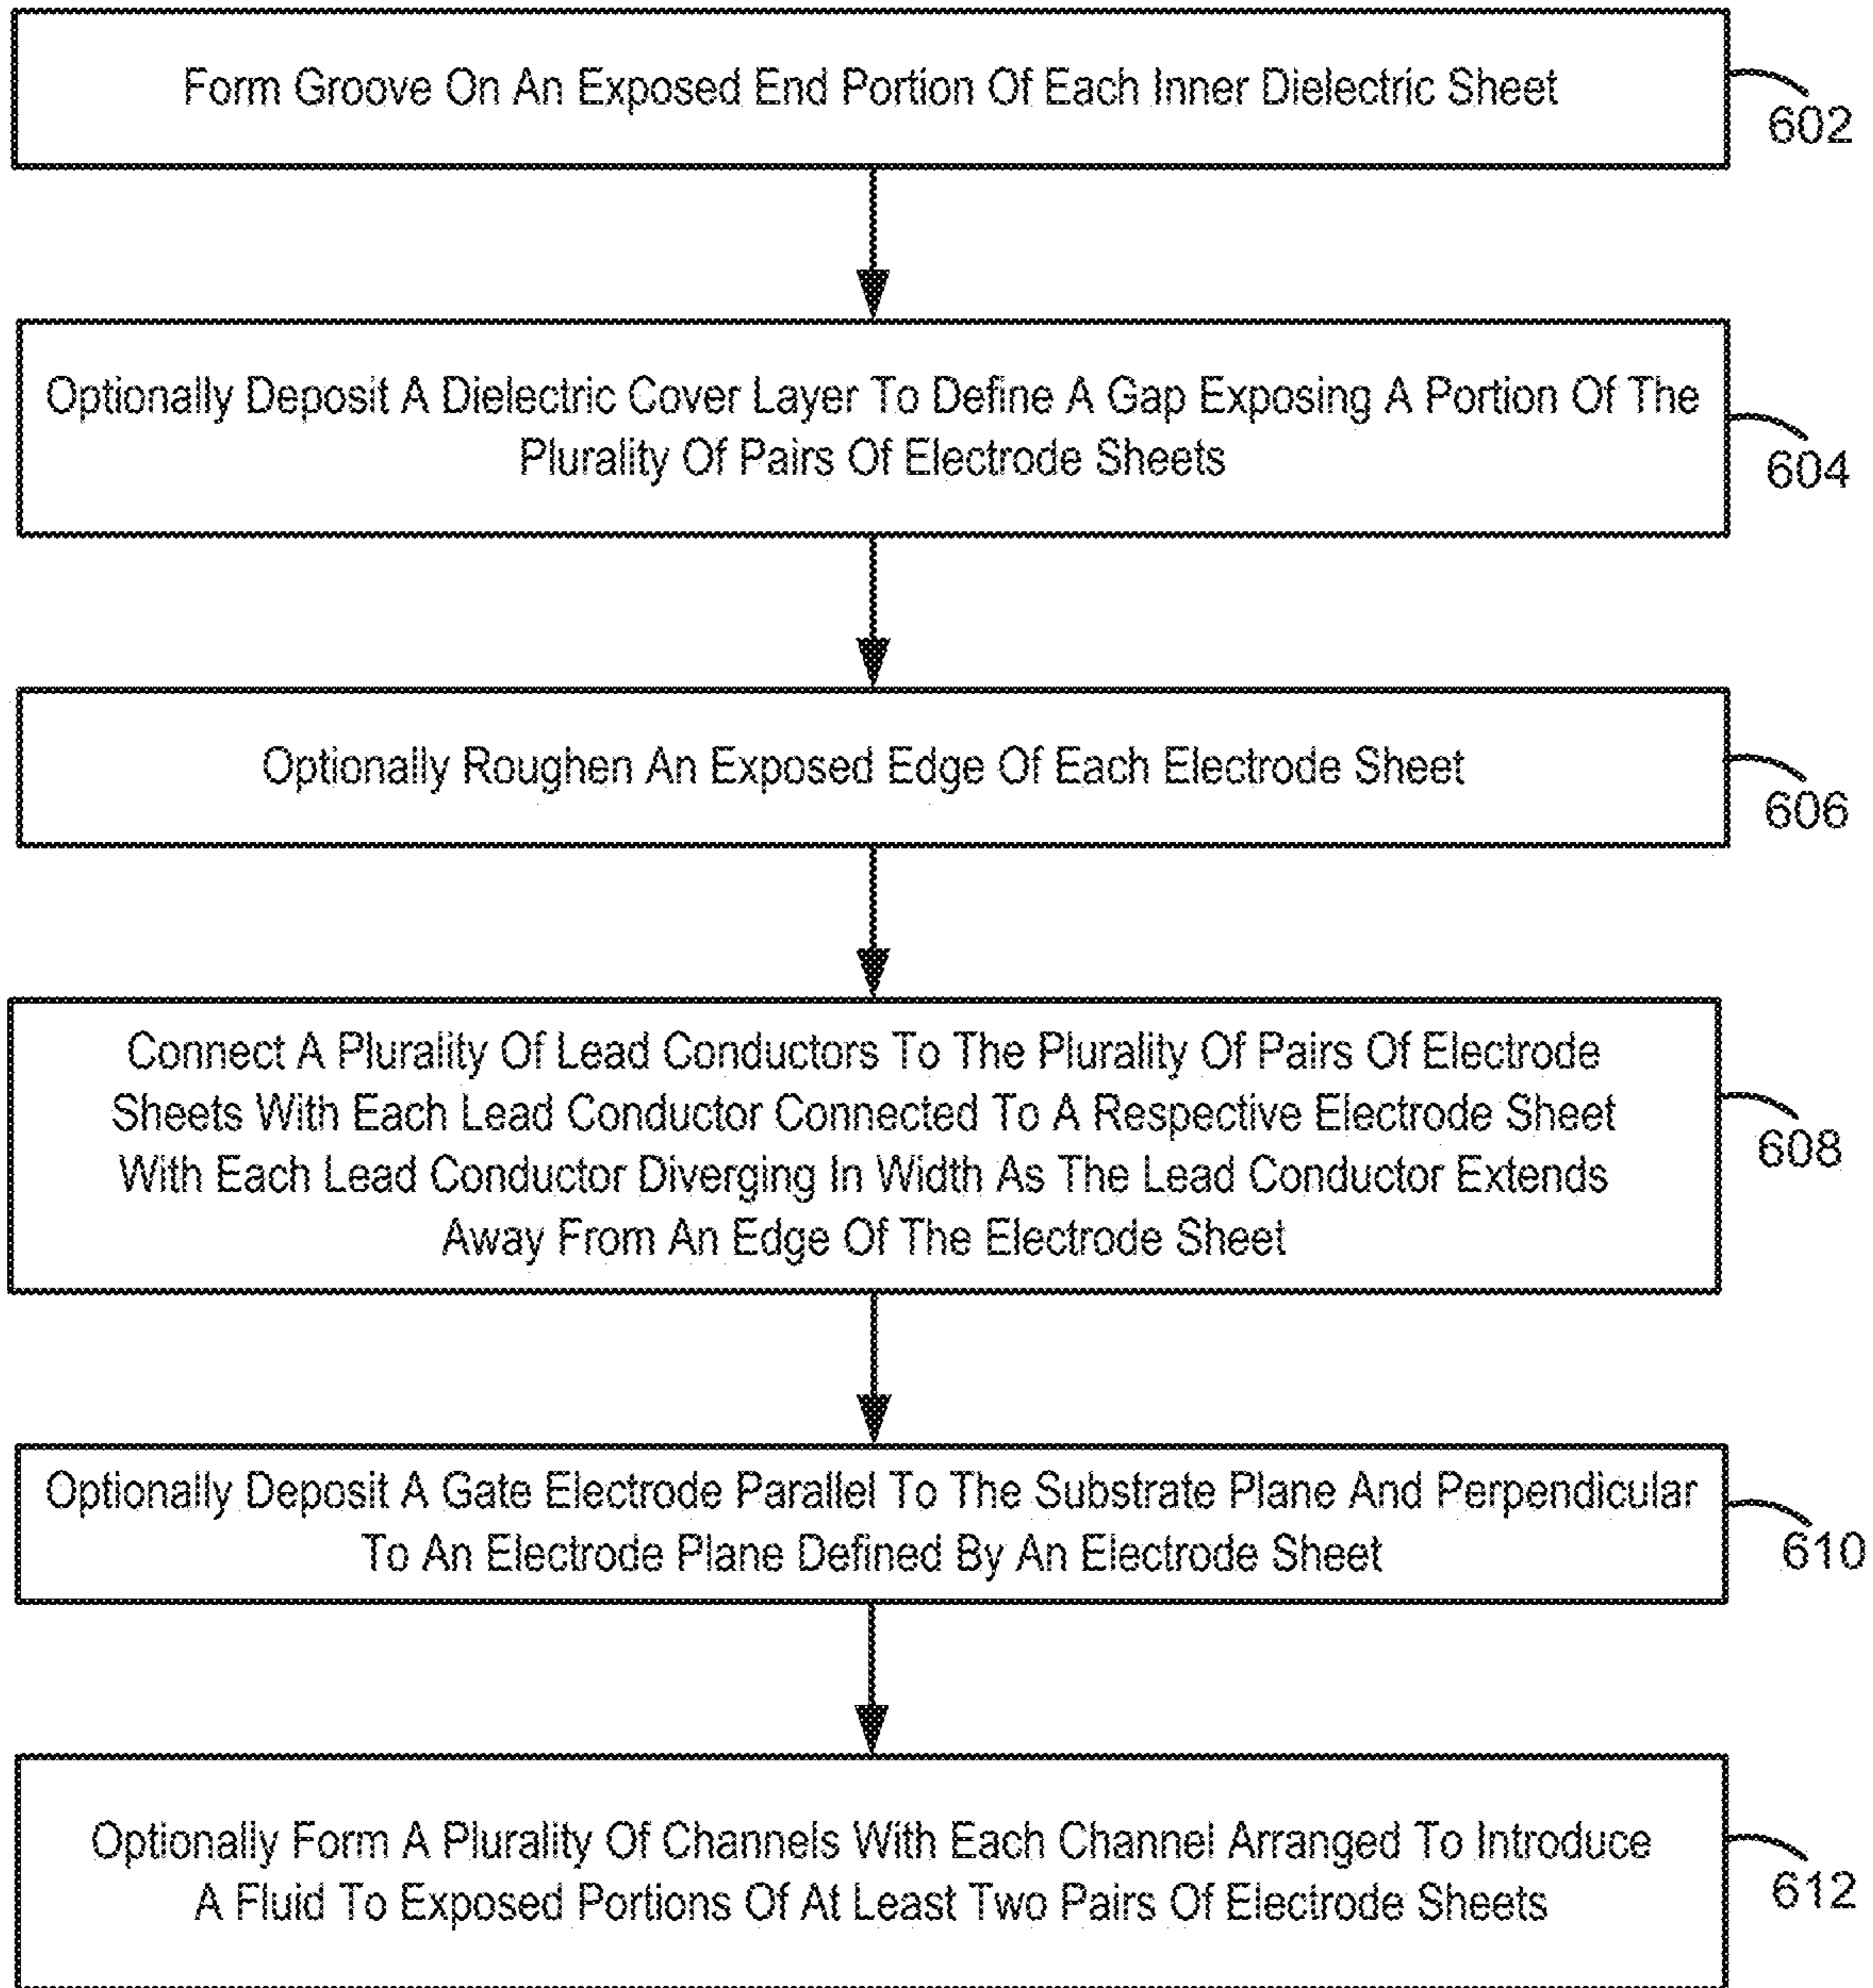 Form Groove On An Exposed End Portion Of Each Inner Dielectric Sheet
602
Optionally Deposit A Dielectric Cover Layer To Define A Gap Exposing A Portion Of The
Plurality Of Pairs Of Electrode Sheets
604
Optionally Roughen An Exposed Edge Of Each Electrode Sheet
606
Connect A Plurality Of Lead Conductors To The Plurality Of Pairs Of Electrode
Sheets With Each Lead Conductor Connected To A Respective Electrode Sheet
With Each Lead Conductor Diverging In Width As The Lead Conductor Extends
Away From An Edge Of The Electrode Sheet
608
Optionally Deposit A Gate Electrode Parallel To The Substrate Plane And Perpendicular
To An Electrode Plane Defined By An Electrode Sheet
610
Optionally Form A Plurality Of Channels With Each Channel Arranged To Introduce
A Fluid To Exposed Portions Of At Least Two Pairs Of Electrode Sheets
612